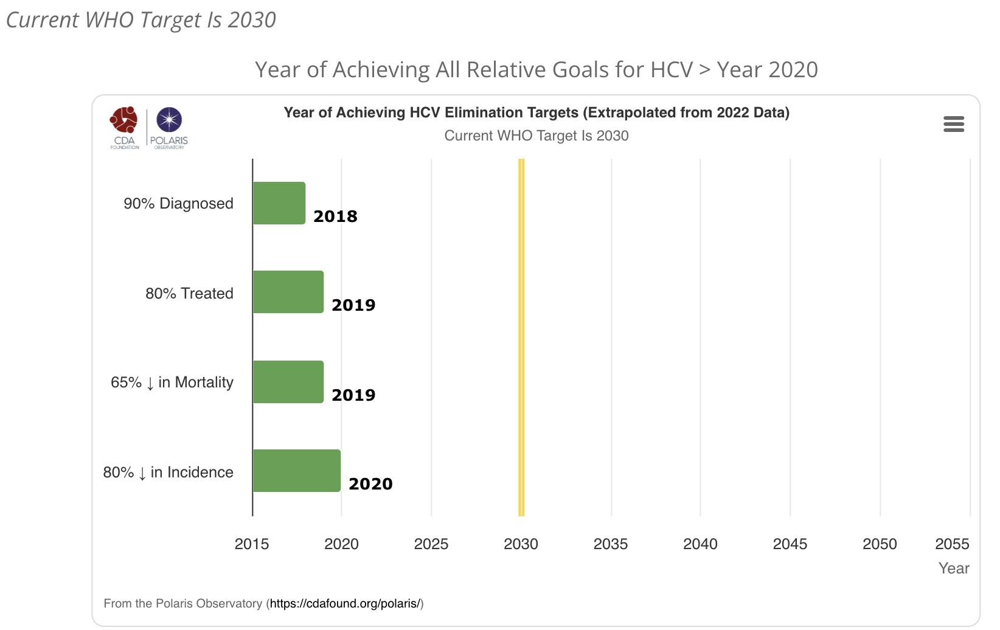 Current WHO Target Is 2030
Year of Achieving All Relative Goals for HCV > Year 2020
Year of Achieving HCV Elimination Targets (Extrapolated from 2022 Data)
Current WHO Target Is 2030
CDA
FOUNDATION
POLARIS
OBSERVATORY
90% Diagnosed
2018
80% Treated
2019
65% ↓ in Mortality
2019
80% ↓ in Incidence
2020
2015 2020 2025 2030 2035 2040 2045 2050 2055
Year
From the Polaris Observatory (https://cdafound.org/polaris/)